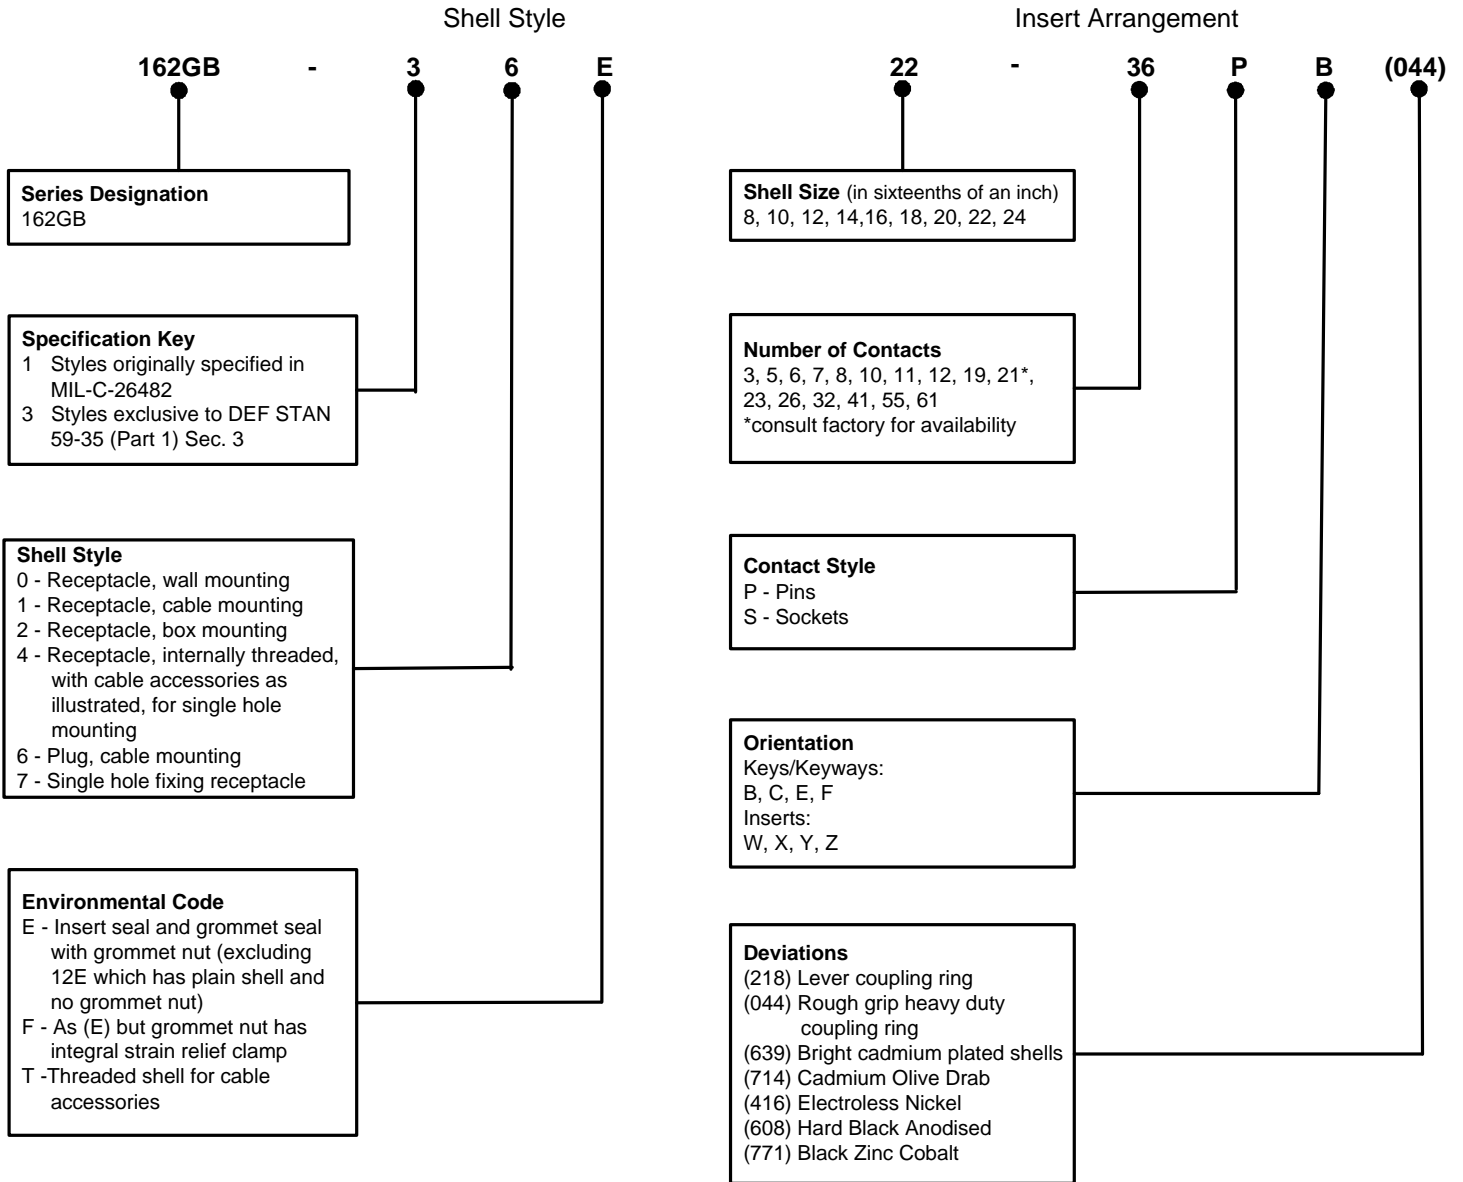 Shell Style
Insert Arrangement
162GB - 3 6 E 22 - 36 P B (044)
Series Designation
162GB
Specification Key
1 Styles originally specified in
MIL-C-26482
3 Styles exclusive to DEF STAN
59-35 (Part 1) Sec. 3
Shell Style
0 - Receptacle, wall mounting
1 - Receptacle, cable mounting
2 - Receptacle, box mounting
4 - Receptacle, internally threaded,
with cable accessories as
illustrated, for single hole
mounting
6 - Plug, cable mounting
7 - Single hole fixing receptacle
Environmental Code
E - Insert seal and grommet seal
with grommet nut (excluding
12E which has plain shell and
no grommet nut)
F - As (E) but grommet nut has
integral strain relief clamp
T -Threaded shell for cable
accessories
Shell Size (in sixteenths of an inch)
8, 10, 12, 14,16, 18, 20, 22, 24
Number of Contacts
3, 5, 6, 7, 8, 10, 11, 12, 19, 21*,
23, 26, 32, 41, 55, 61
*consult factory for availability
Contact Style
P - Pins
S - Sockets
Orientation
Keys/Keyways:
B, C, E, F
Inserts:
W, X, Y, Z
Deviations
(218) Lever coupling ring
(044) Rough grip heavy duty
coupling ring
(639) Bright cadmium plated shells
(714) Cadmium Olive Drab
(416) Electroless Nickel
(608) Hard Black Anodised
(771) Black Zinc Cobalt